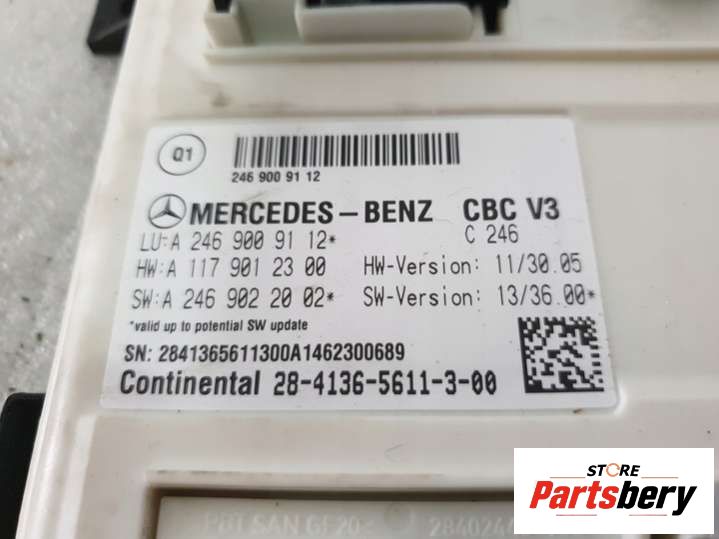 Q1
246 900 91 12
MERCEDES-BENZ CBC V3
LU:A 246 900 91 12* C 246
HW:A 117 901 23 00 HW-Version: 11/30.05
SW:A 246 902 20 02* SW-Version: 13/36.00*
*valid up to potential SW update
SN: 2841365611300A1462300689
Continental 28-4136-5611-3-00
STORE
Partsbery